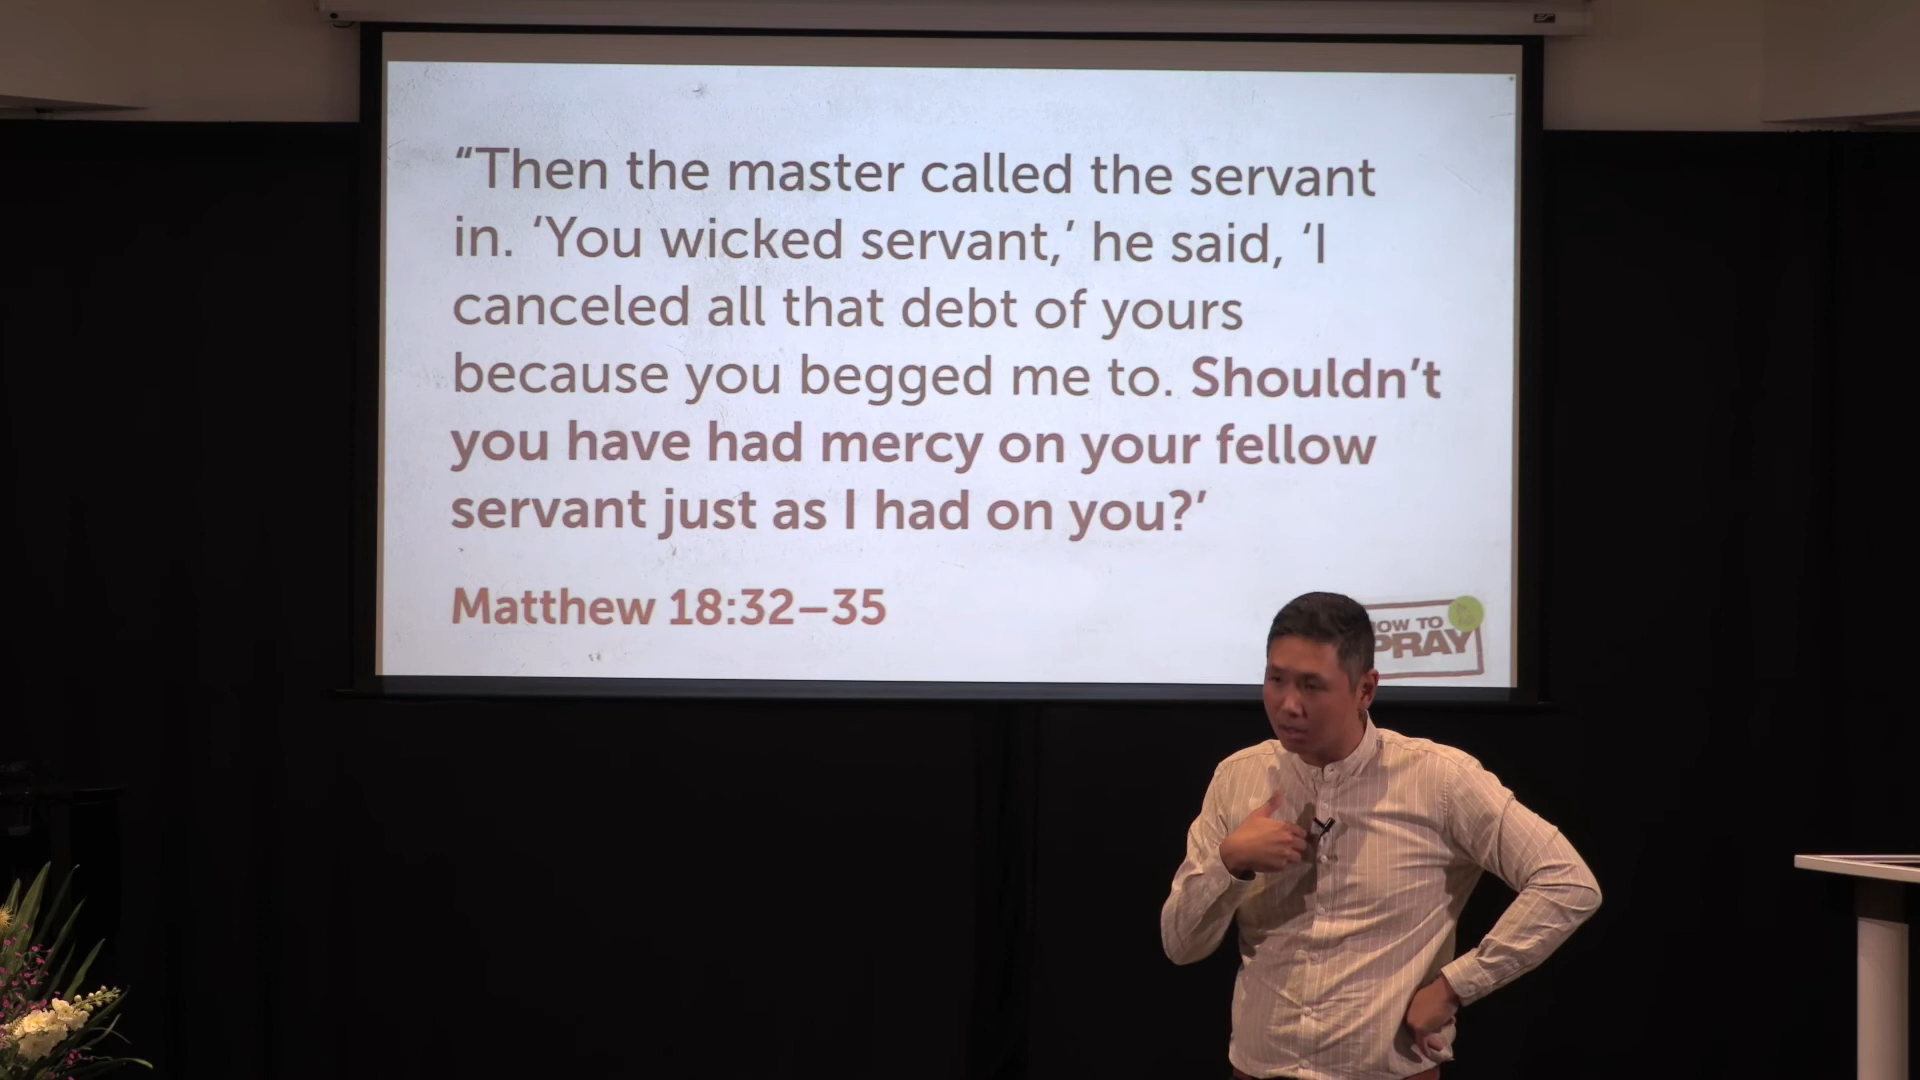 “Then the master called the servant
in. ‘You wicked servant,’ he said, ‘I
canceled all that debt of yours
because you begged me to. Shouldn’t
you have had mercy on your fellow
servant just as I had on you?’
Matthew 18:32–35
TO
PRAY